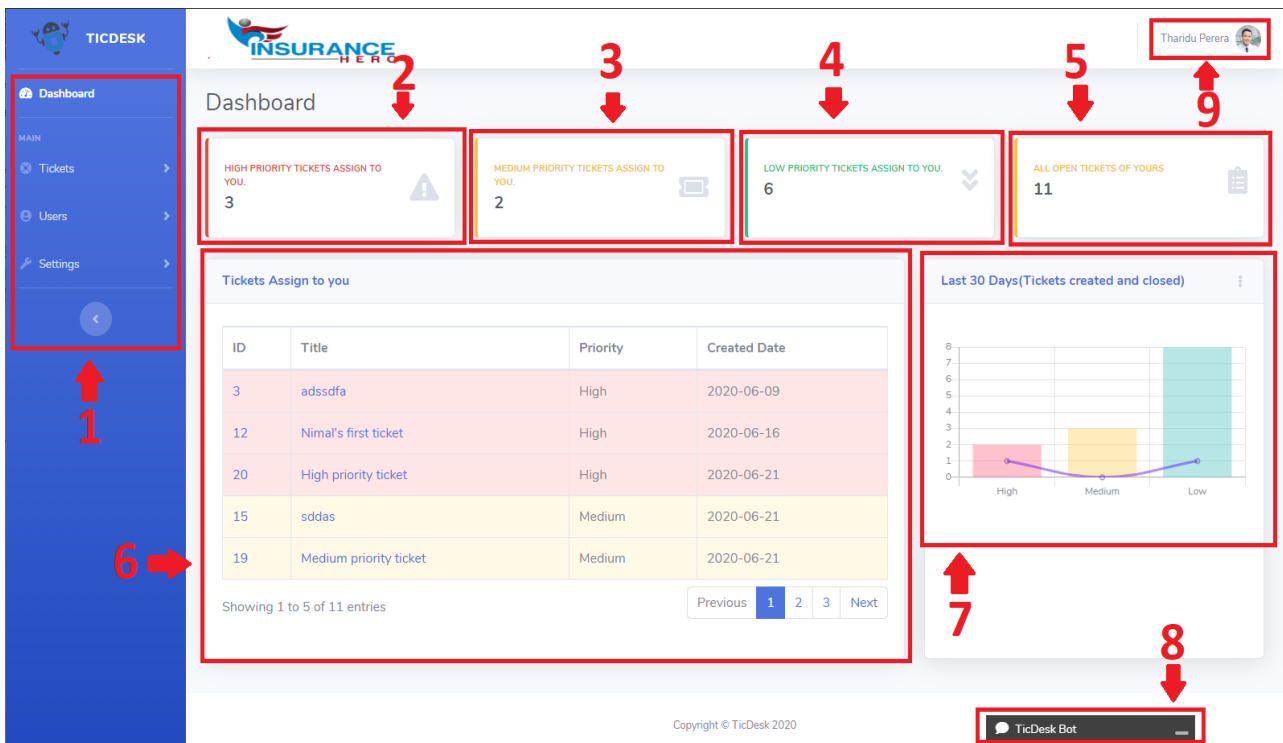 TICDESK
INSURANCE
HERO
Tharidu Perera
Dashboard
MAIN
Tickets
Users
Settings
1
2
3
4
5
9
Dashboard
HIGH PRIORITY TICKETS ASSIGN TO
YOU.
3
MEDIUM PRIORITY TICKETS ASSIGN TO
YOU.
2
LOW PRIORITY TICKETS ASSIGN TO YOU.
6
ALL OPEN TICKETS OF YOURS
11
Tickets Assign to you
ID Title Priority Created Date
3 adssdfa High 2020-06-09
12 Nimal's first ticket High 2020-06-16
20 High priority ticket High 2020-06-21
15 sddas Medium 2020-06-21
19 Medium priority ticket Medium 2020-06-21
Showing 1 to 5 of 11 entries
Previous 1 2 3 Next
6
Last 30 Days(Tickets created and closed)
8
7
6
5
4
3
2
1
0
High Medium Low
7
8
Copyright © TicDesk 2020
TicDesk Bot